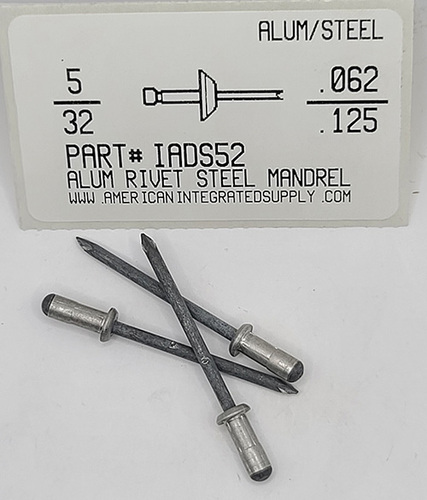 ALUM/STEEL
5
32
.062
.125
PART# IADS52
ALUM RIVET STEEL MANDREL
WWW.AMERICANINTEGRATEDSUPPLY.COM